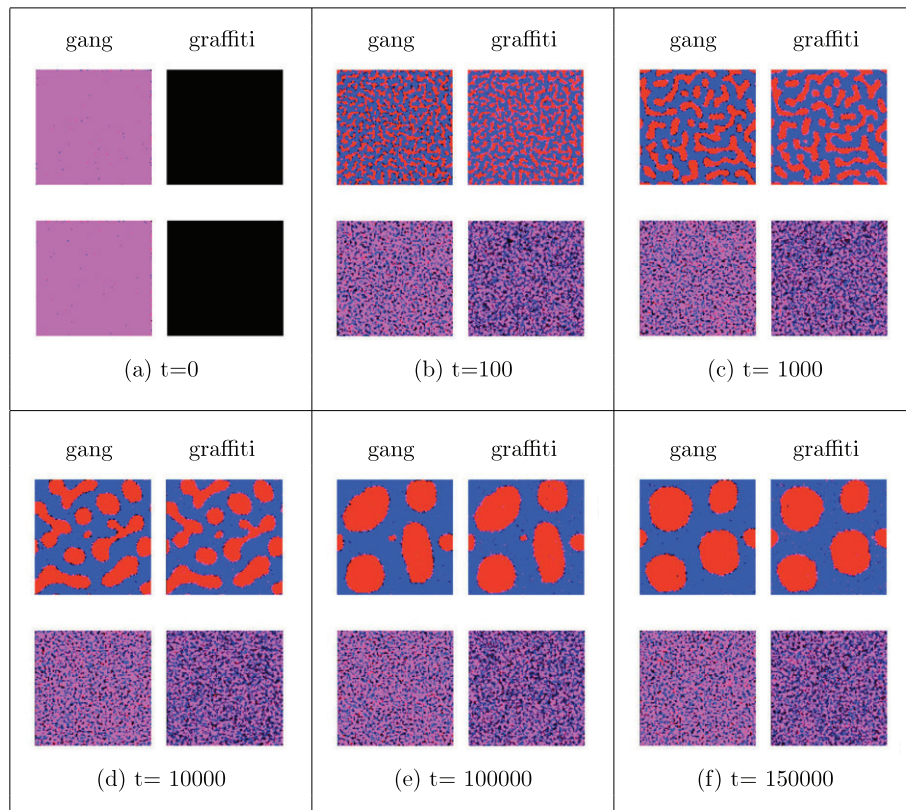 gang graffiti
gang graffiti
gang graffiti
(a) t=0
(b) t=100
(c) t= 1000
gang graffiti
gang graffiti
gang graffiti
(d) t= 10000
(e) t= 100000
(f) t= 150000